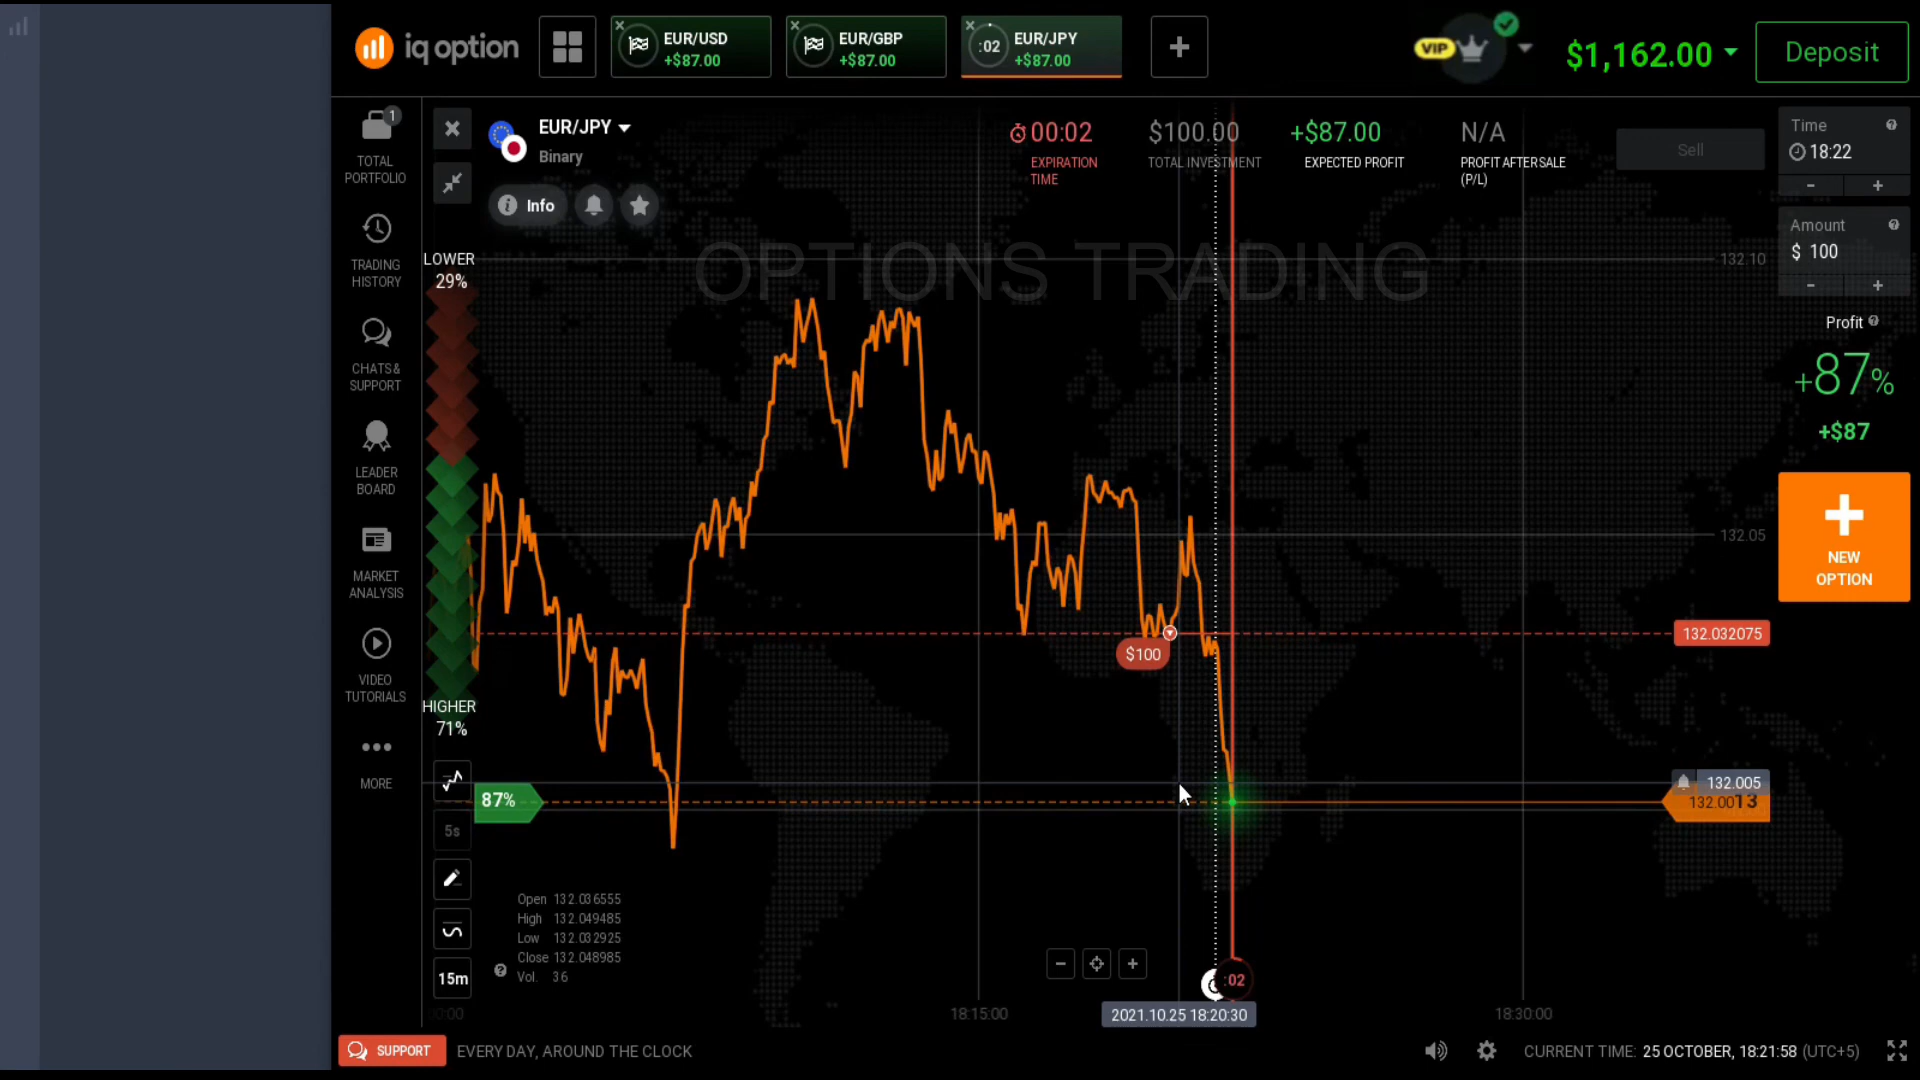 iq option
EUR/USD
+$87.00
EUR/GBP
+$87.00
:02
EUR/JPY
+$87.00
VIP
$1,162.00
Deposit
1
TOTAL
PORTFOLIO
TRADING
HISTORY
CHATS &
SUPPORT
LEADER
BOARD
MARKET
ANALYSIS
VIDEO
TUTORIALS
MORE
EUR/JPY
Binary
Info
00:02
EXPIRATION
TIME
$100.00
TOTAL INVESTMENT
+$87.00
EXPECTED PROFIT
N/A
PROFIT AFTER SALE
(P/L)
Sell
Time
18:22
- +
Amount
$ 100
- +
Profit
+87%
+$87
NEW
OPTION
OPTIONS TRADING
LOWER
29%
HIGHER
71%
132.10
132.05
132.032075
$100
132.005
132.0013
87%
5s
15m
Open 132.036555
High 132.049485
Low 132.032925
Close 132.048985
Vol. 36
:02
18:15:00
2021.10.25 18:20:30
18:30:00
SUPPORT
EVERY DAY, AROUND THE CLOCK
CURRENT TIME: 25 OCTOBER, 18:21:58 (UTC+5)